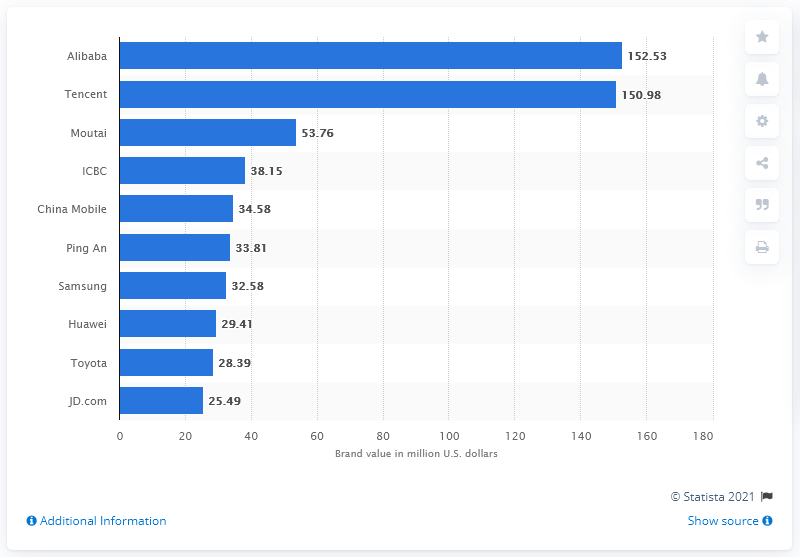 Alibaba 152.53
Tencent 150.98
Moutai 53.76
ICBC 38.15
China Mobile 34.58
Ping An 33.81
Samsung 32.58
Huawei 29.41
Toyota 28.39
JD.com 25.49
0 20 40 60 80 100 120 140 160 180
Brand value in million U.S. dollars
© Statista 2021
Additional Information Show source